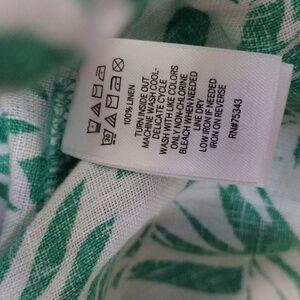 100% LINEN
TURN INSIDE OUT
MACHINE WASH COOL-
DELICATE CYCLE
WASH WITH LIKE COLORS
ONLY NON-CHLORINE
BLEACH WHEN NEEDED
LINE DRY
LOW IRON IF NEEDED
IRON ON REVERSE
RN#75343